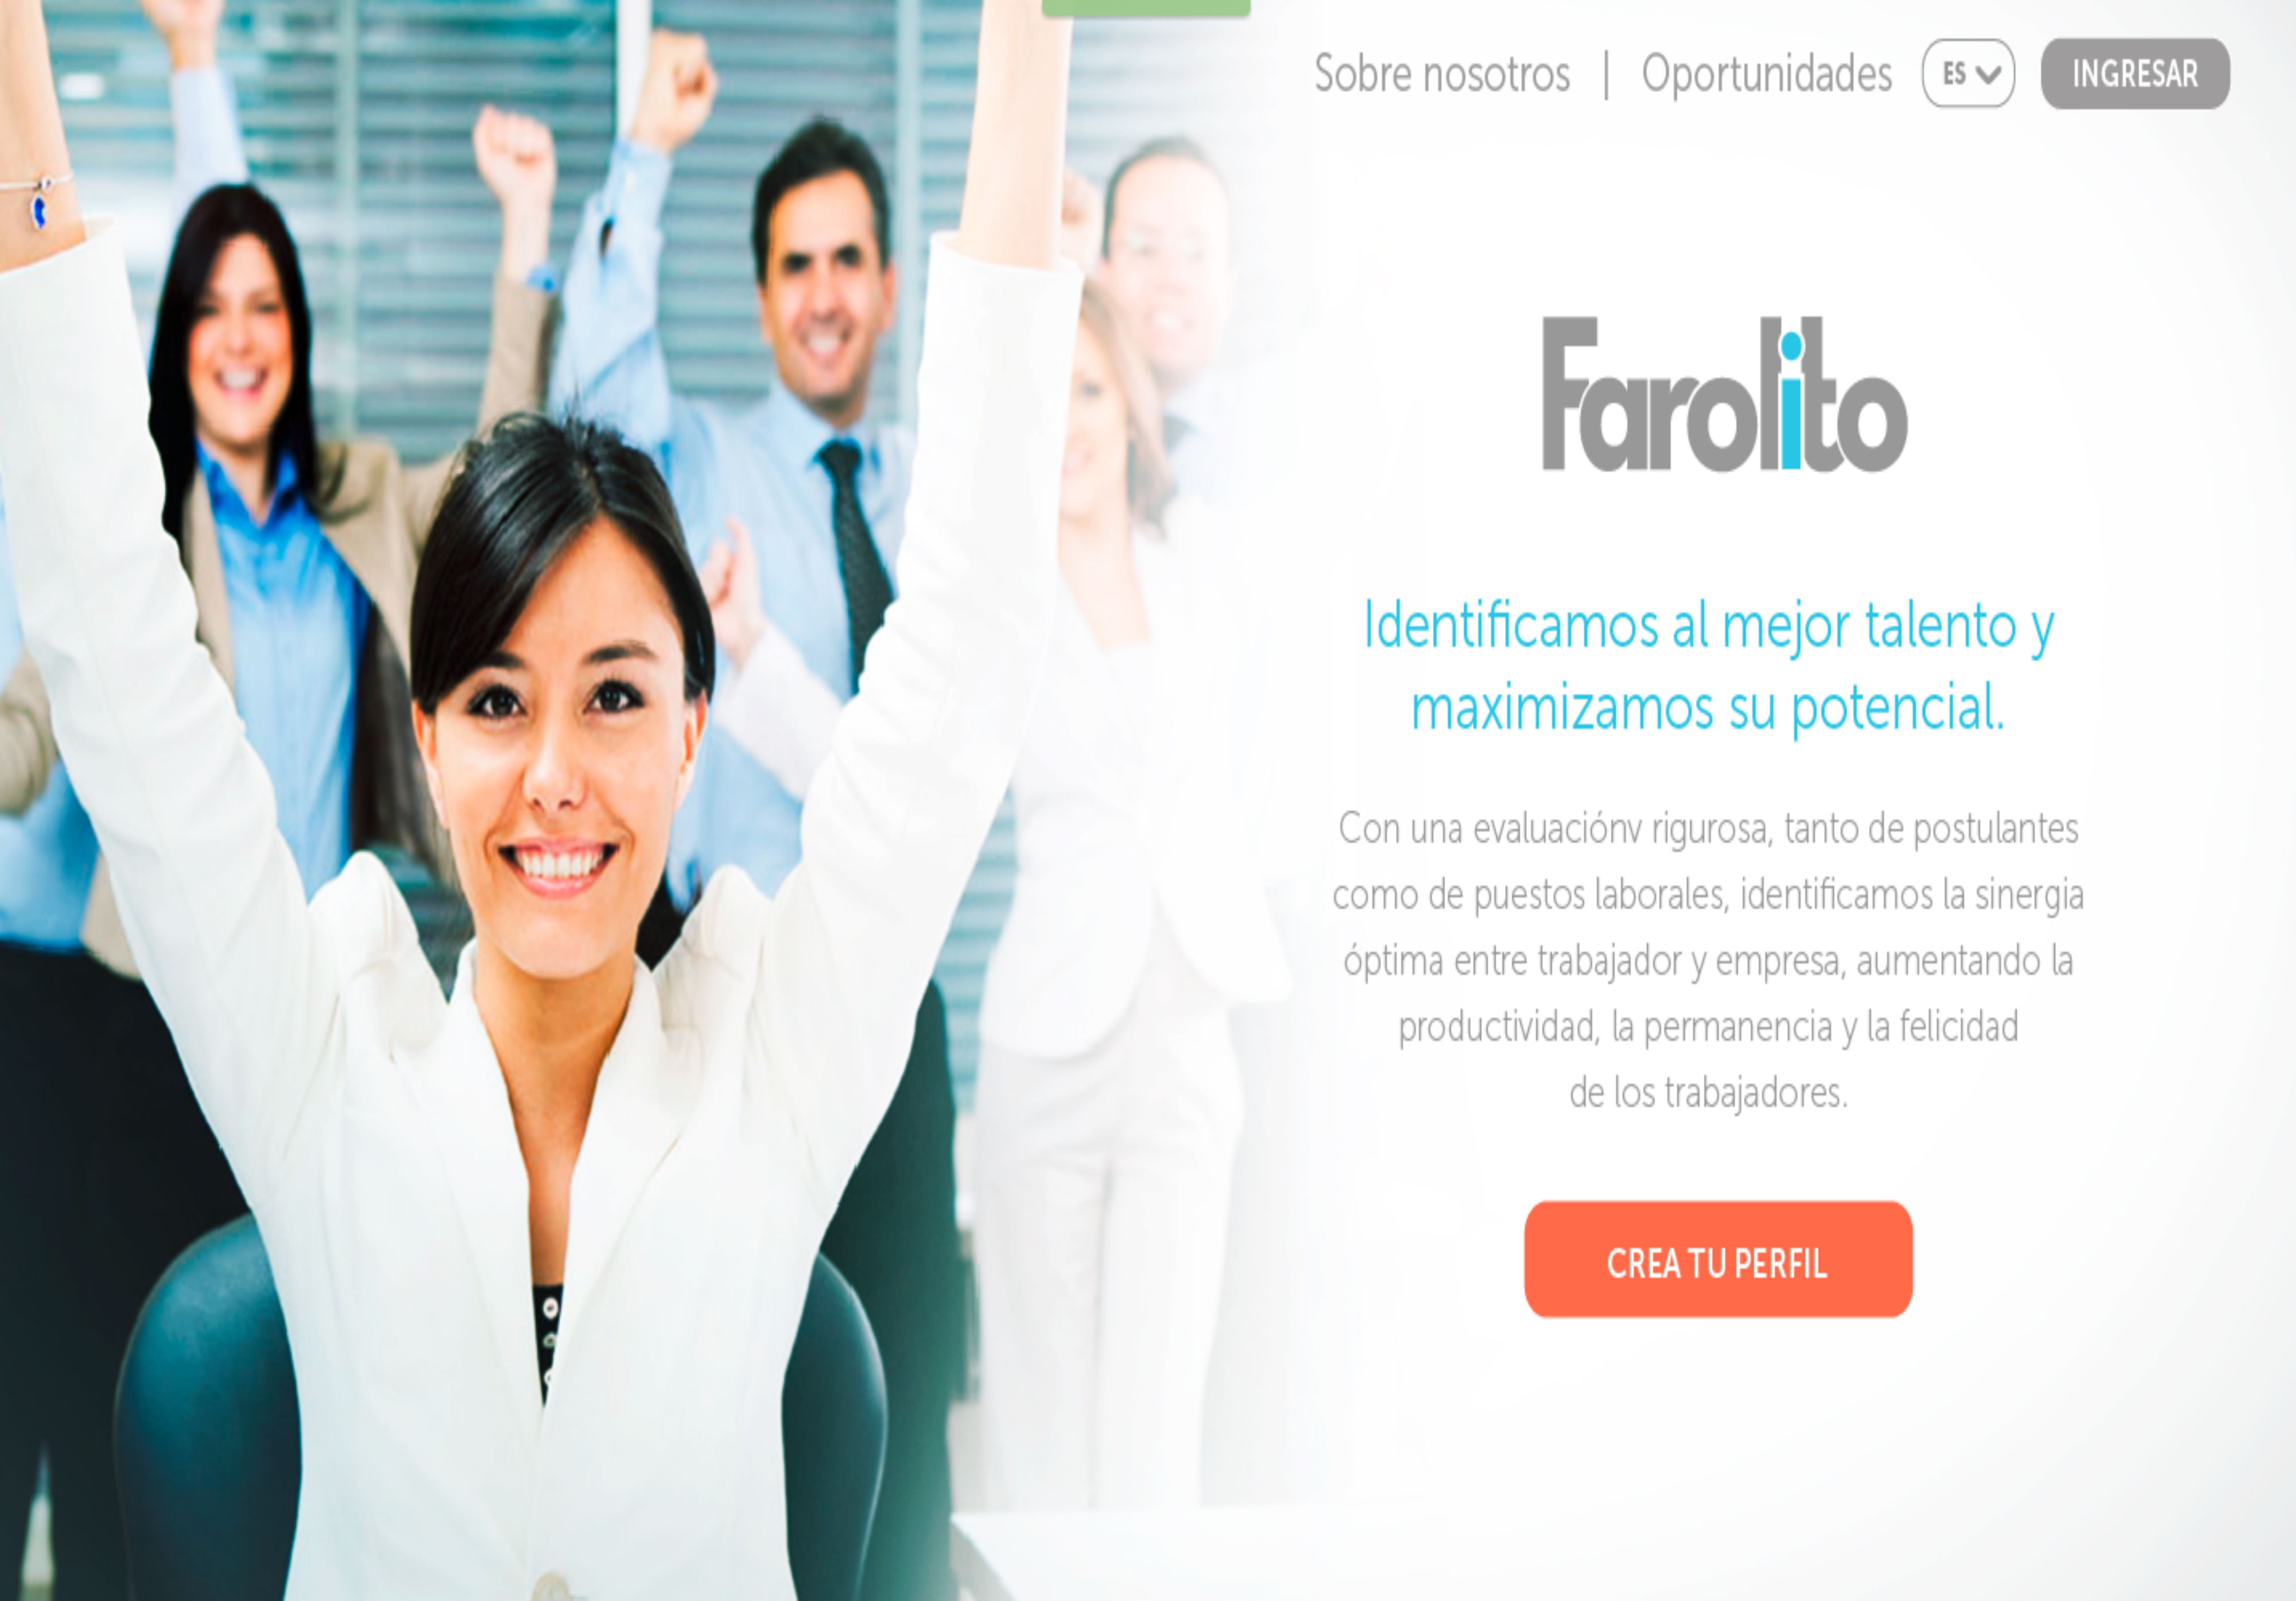 Sobre nosotros | Oportunidades ES INGRESAR
Farolito
Identificamos al mejor talento y
maximizamos su potencial.
Con una evaluaciónv rigurosa, tanto de postulantes
como de puestos laborales, identificamos la sinergia
óptima entre trabajador y empresa, aumentando la
productividad, la permanencia y la felicidad
de los trabajadores.
CREA TU PERFIL